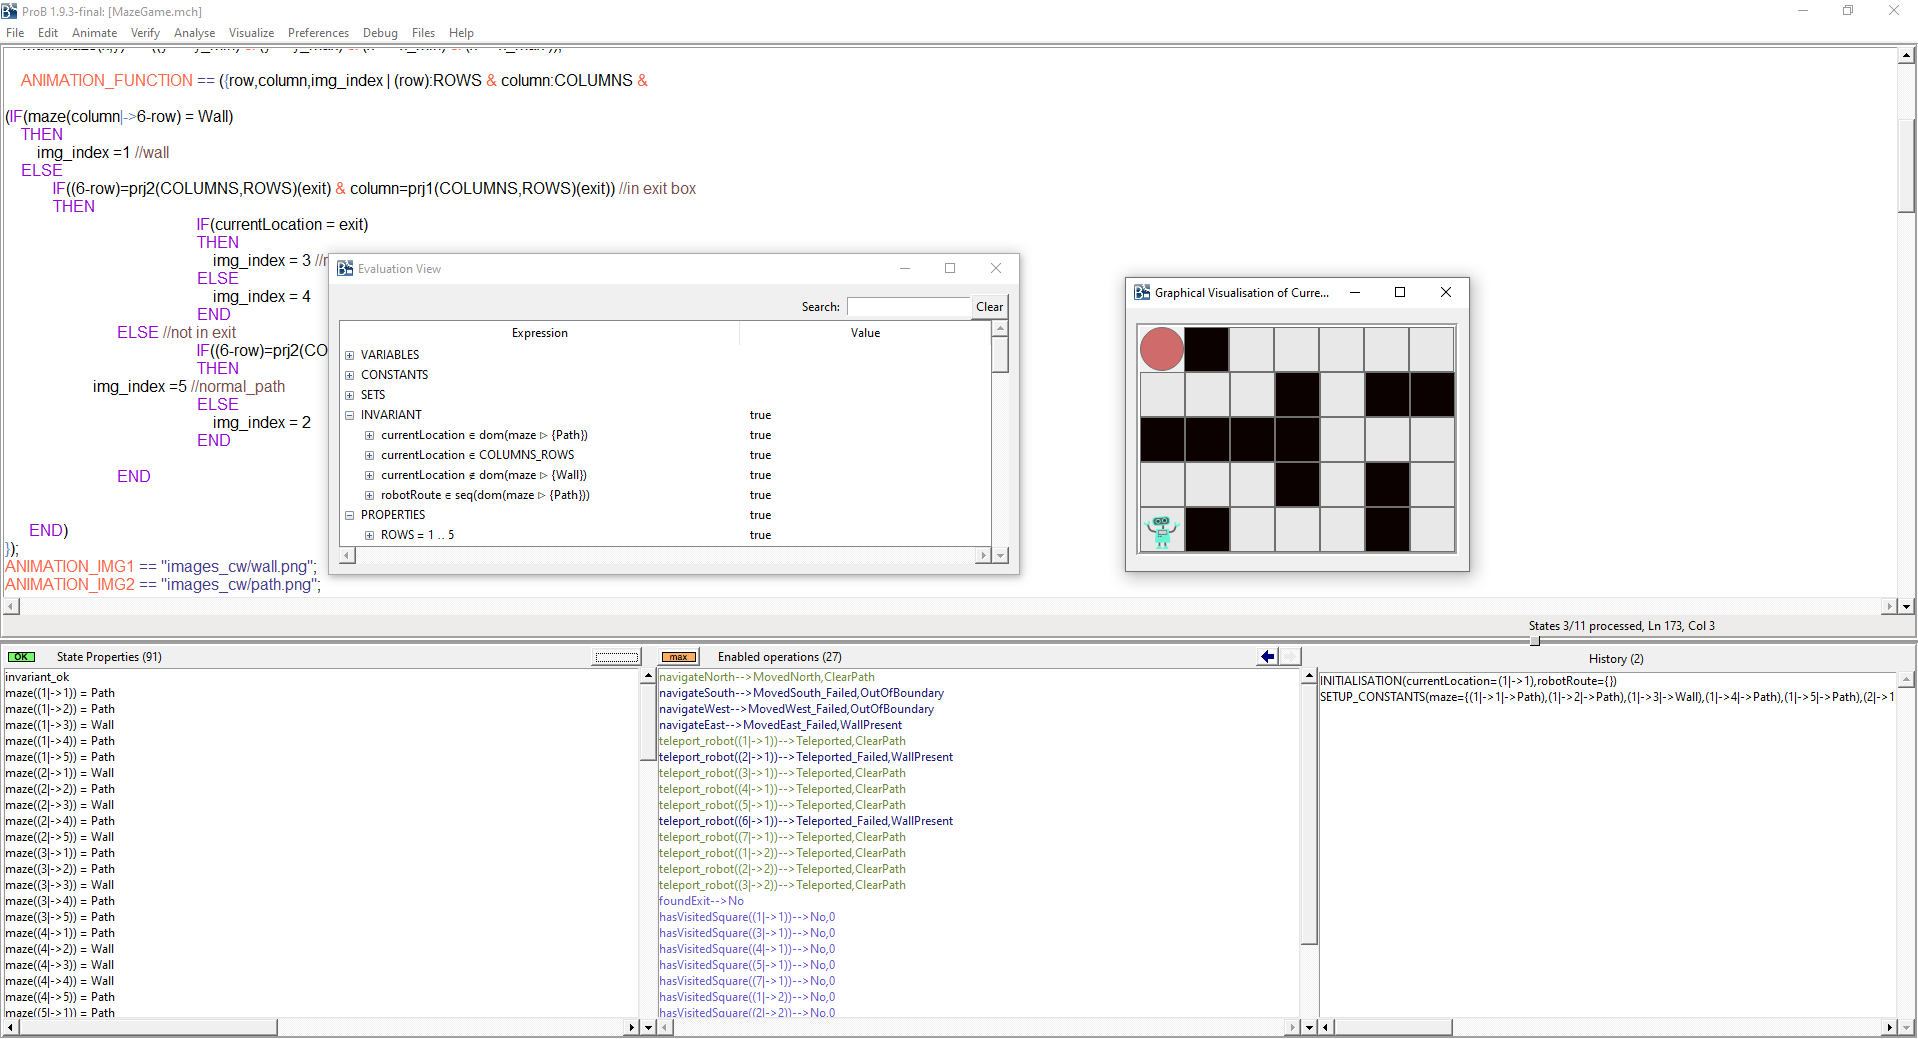 ProB 1.9.3-final: [MazeGame.mch]
File Edit Animate Verify Analyse Visualize Preferences Debug Files Help
ANIMATION_FUNCTION == ({row,column,img_index | (row):ROWS & column:COLUMNS &
(IF(maze(column|->6-row) = Wall)
THEN
img_index =1 //wall
ELSE
IF((6-row)=prj2(COLUMNS,ROWS)(exit) & column=prj1(COLUMNS,ROWS)(exit)) //in exit box
THEN
IF(currentLocation = exit)
THEN
img_index = 3 //r
ELSE
img_index = 4
END
ELSE //not in exit
IF((6-row)=prj2(CO
THEN
img_index =5 //normal_path
ELSE
img_index = 2
END
END
END)
});
ANIMATION_IMG1 == "images_cw/wall.png";
ANIMATION_IMG2 == "images_cw/path.png";
Evaluation View
Search: Clear
Expression Value
VARIABLES
CONSTANTS
SETS
INVARIANT true
currentLocation ∈ dom(maze ▷ {Path}) true
currentLocation ∈ COLUMNS_ROWS true
currentLocation ∉ dom(maze ▷ {Wall}) true
robotRoute ∈ seq(dom(maze ▷ {Path})) true
PROPERTIES true
ROWS = 1 .. 5 true
Graphical Visualisation of Curre...
States 3/11 processed, Ln 173, Col 3
OK State Properties (91)
invariant_ok
maze((1|->1)) = Path
maze((1|->2)) = Path
maze((1|->3)) = Wall
maze((1|->4)) = Path
maze((1|->5)) = Path
maze((2|->1)) = Wall
maze((2|->2)) = Path
maze((2|->3)) = Wall
maze((2|->4)) = Path
maze((2|->5)) = Wall
maze((3|->1)) = Path
maze((3|->2)) = Path
maze((3|->3)) = Wall
maze((3|->4)) = Path
maze((3|->5)) = Path
maze((4|->1)) = Path
maze((4|->2)) = Wall
maze((4|->3)) = Wall
maze((4|->4)) = Wall
maze((4|->5)) = Path
maze((5|->1)) = Path
max Enabled operations (27)
navigateNorth-->MovedNorth,ClearPath
navigateSouth-->MovedSouth_Failed,OutOfBoundary
navigateWest-->MovedWest_Failed,OutOfBoundary
navigateEast-->MovedEast_Failed,WallPresent
teleport_robot((1|->1))-->Teleported,ClearPath
teleport_robot((2|->1))-->Teleported_Failed,WallPresent
teleport_robot((3|->1))-->Teleported,ClearPath
teleport_robot((4|->1))-->Teleported,ClearPath
teleport_robot((5|->1))-->Teleported,ClearPath
teleport_robot((6|->1))-->Teleported_Failed,WallPresent
teleport_robot((7|->1))-->Teleported,ClearPath
teleport_robot((1|->2))-->Teleported,ClearPath
teleport_robot((2|->2))-->Teleported,ClearPath
teleport_robot((3|->2))-->Teleported,ClearPath
foundExit-->No
hasVisitedSquare((1|->1))-->No,0
hasVisitedSquare((3|->1))-->No,0
hasVisitedSquare((4|->1))-->No,0
hasVisitedSquare((5|->1))-->No,0
hasVisitedSquare((7|->1))-->No,0
hasVisitedSquare((1|->2))-->No,0
hasVisitedSquare((2|->2))-->No,0
History (2)
INITIALISATION(currentLocation=(1|->1),robotRoute={})
SETUP_CONSTANTS(maze={(1|->1|->Path),(1|->2|->Path),(1|->3|->Wall),(1|->4|->Path),(1|->5|->Path),(2|->1